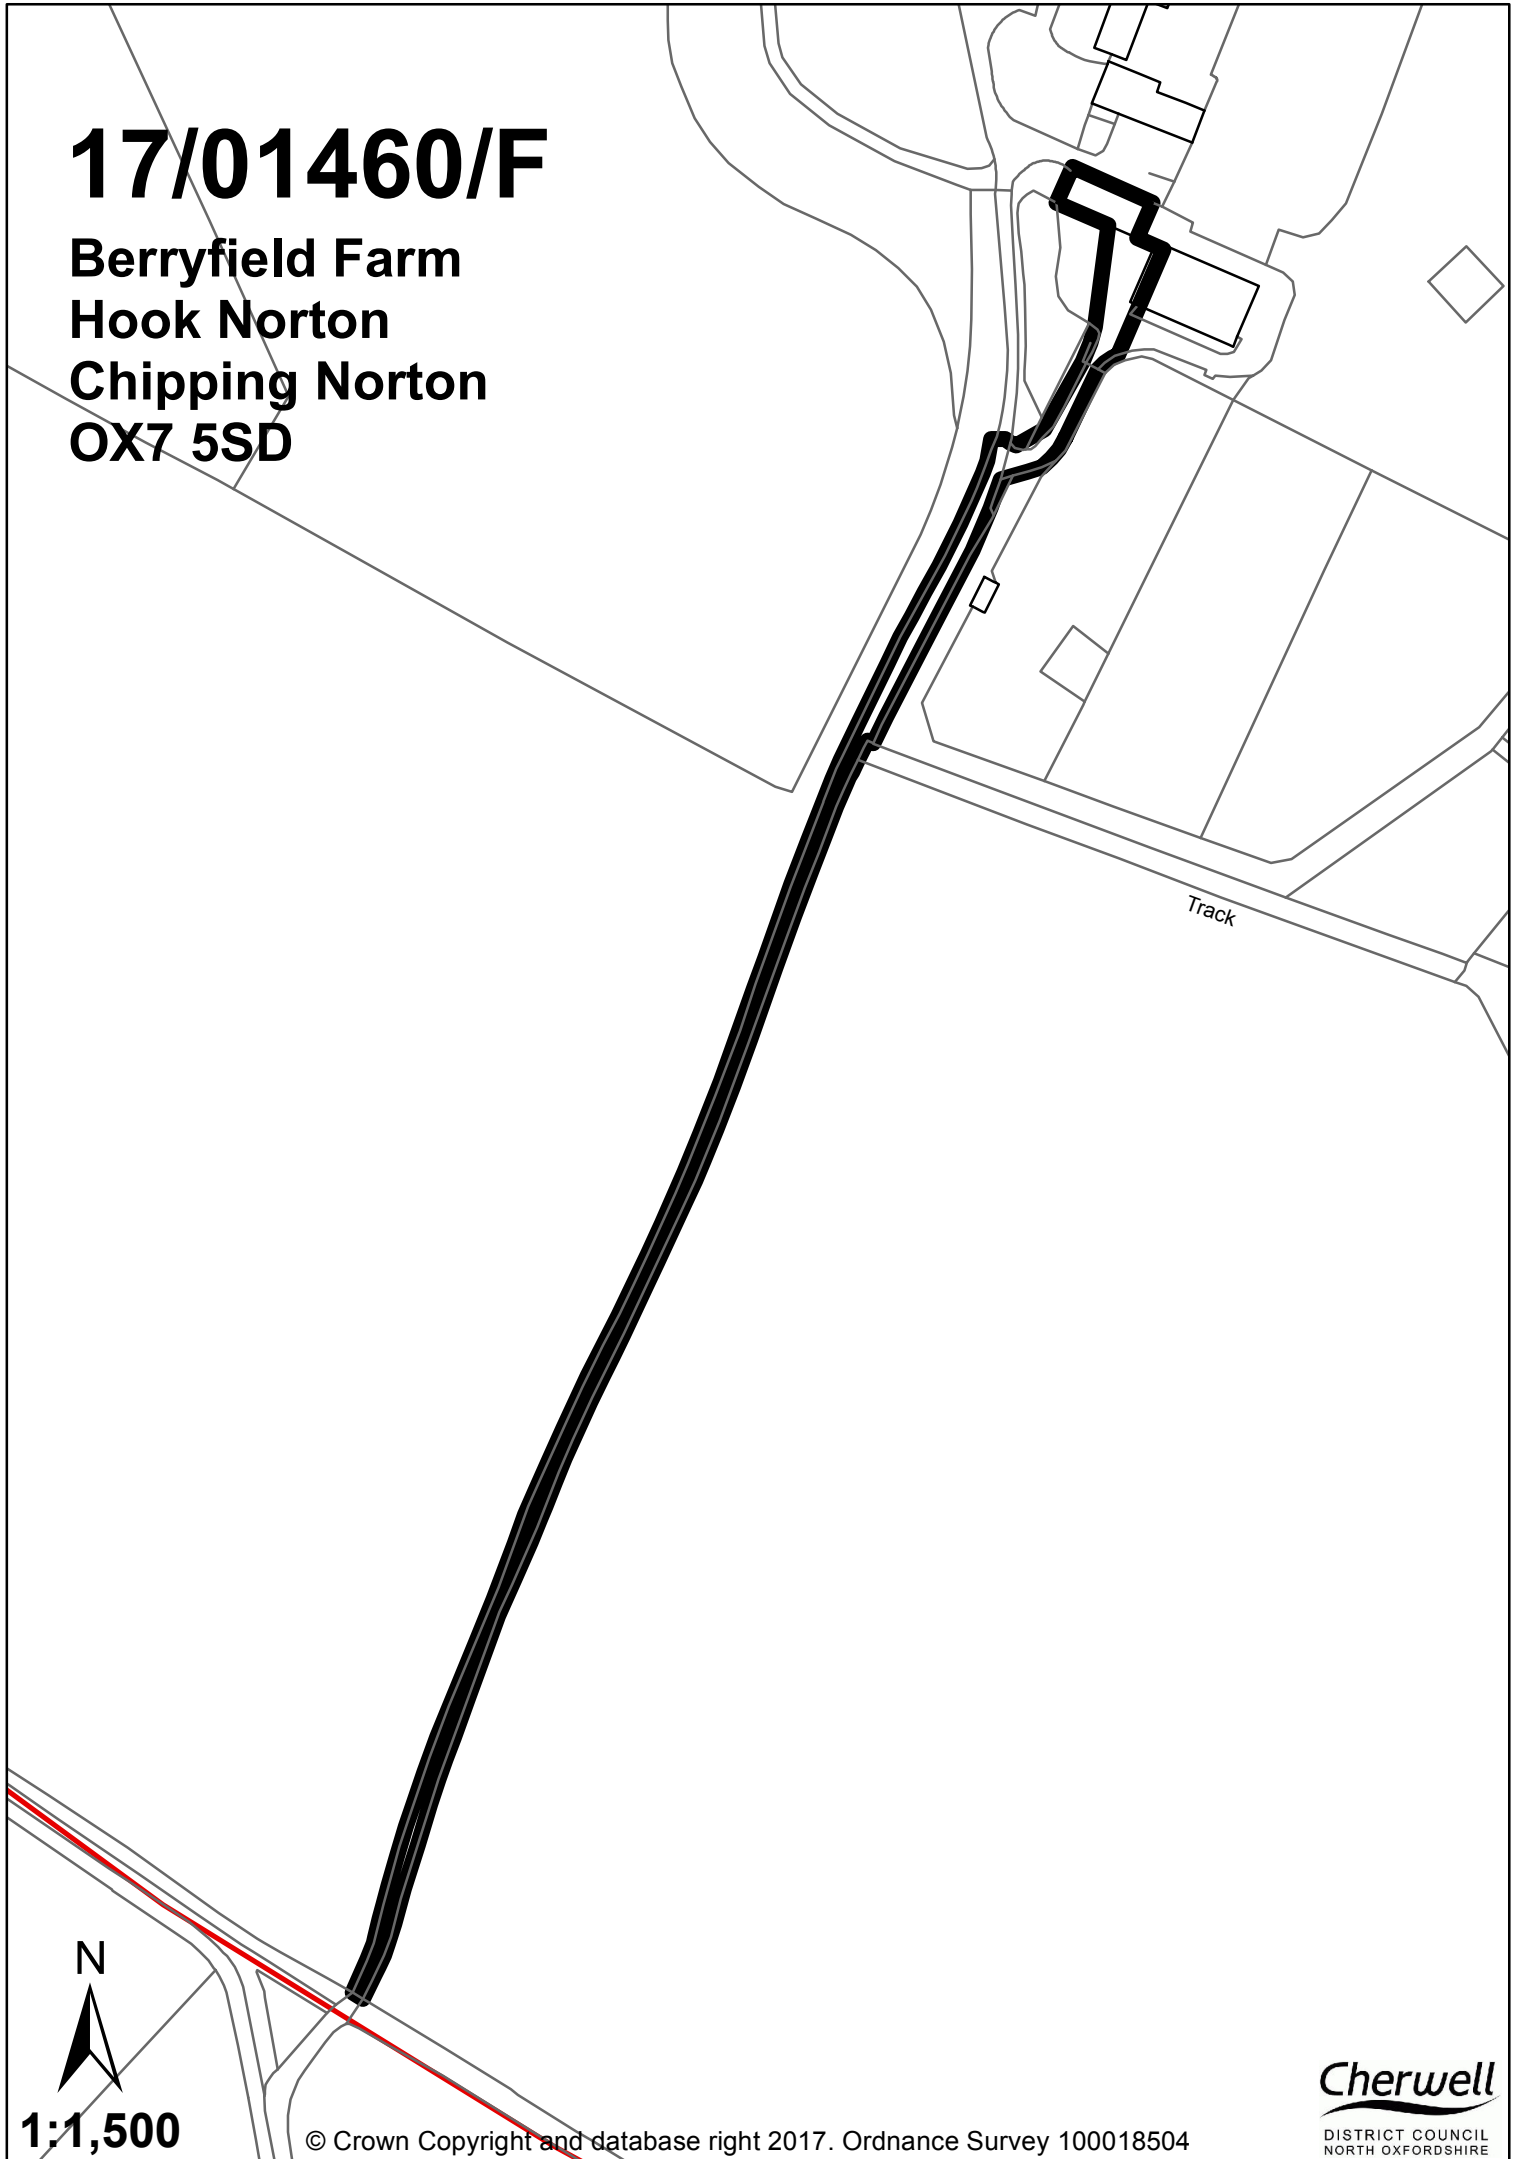 17/01460/F
Berryfield Farm
Hook Norton
Chipping Norton
OX7 5SD
Track
N
1:1,500
© Crown Copyright and database right 2017. Ordnance Survey 100018504
Cherwell
DISTRICT COUNCIL
NORTH OXFORDSHIRE